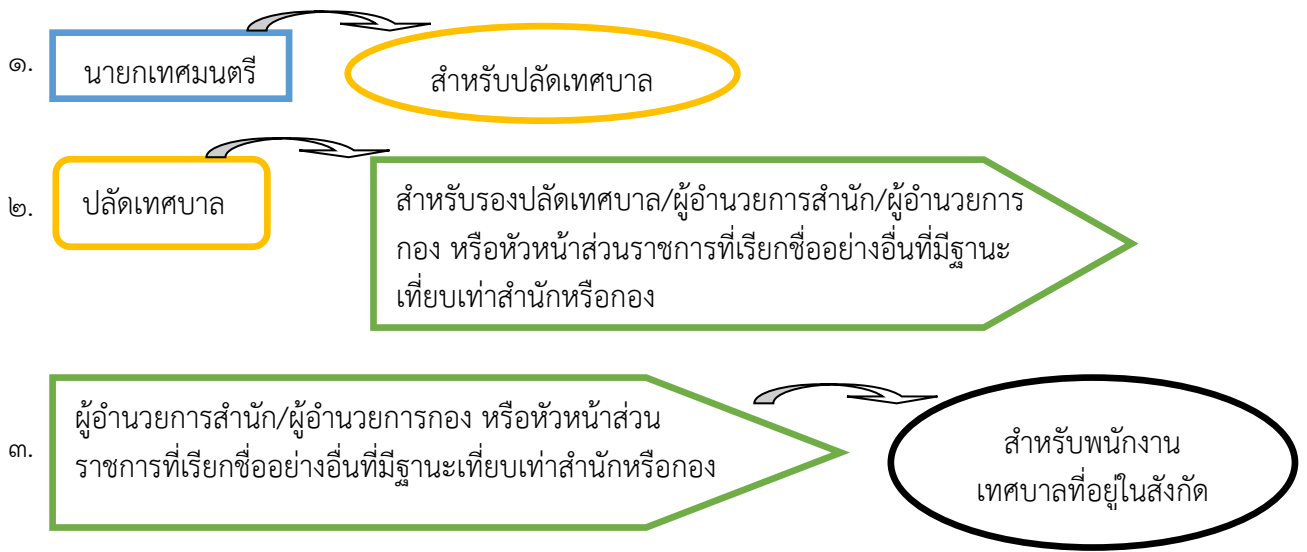 ๑. นายกเทศมนตรี สำหรับปลัดเทศบาล
๒. ปลัดเทศบาล
สำหรับรองปลัดเทศบาล/ผู้อำนวยการสำนัก/ผู้อำนวยการ
กอง หรือหัวหน้าส่วนราชการที่เรียกชื่ออย่างอื่นที่มีฐานะ
เที่ยบเท่าสำนักหรือกอง
๓.
ผู้อำนวยการสำนัก/ผู้อำนวยการกอง หรือหัวหน้าส่วน
ราชการที่เรียกชื่ออย่างอื่นที่มีฐานะเที่ยบเท่าสำนักหรือกอง
สำหรับพนักงาน
เทศบาลที่อยู่ในสังกัด